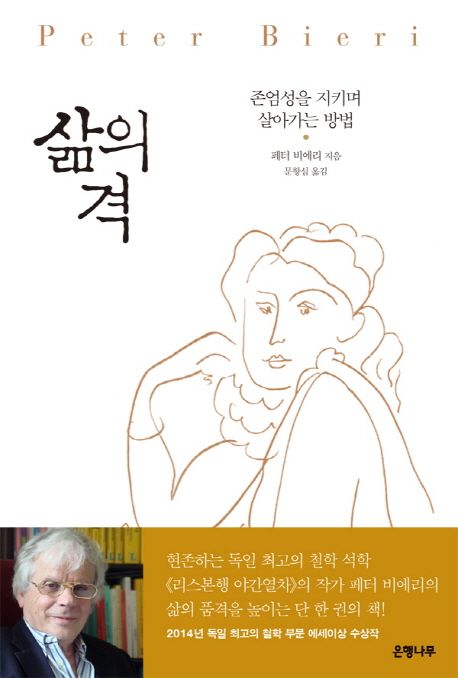 Peter Bieri
존엄성을 지키며
살아가는 방법
삶의
격
페터 비에리 지음
문항심 옮김
현존하는 독일 최고의 철학 석학
《리스본행 야간열차》의 작가 페터 비에리의
삶의 품격을 높이는 단 한 권의 책!
2014년 독일 최고의 철학 부문 에세이상 수상작
은행나무